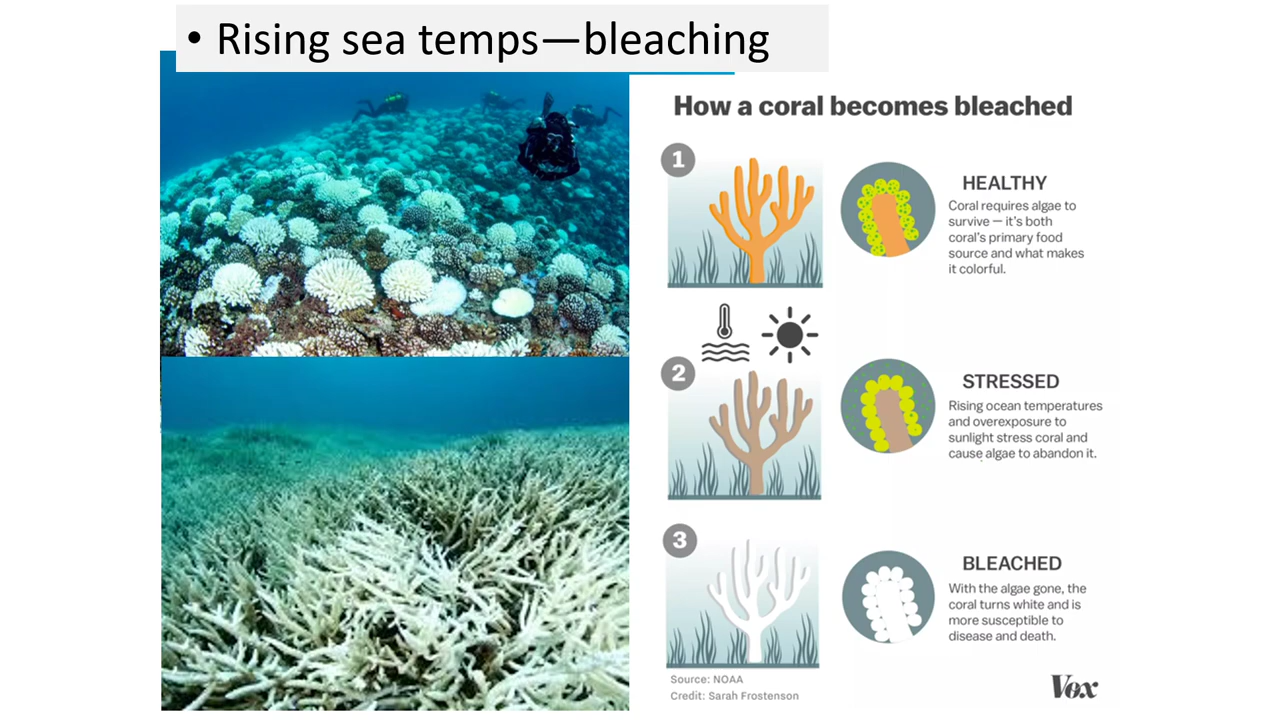 • Rising sea temps—bleaching
How a coral becomes bleached
1
HEALTHY
Coral requires algae to
survive — it's both
coral's primary food
source and what makes
it colorful.
2
STRESSED
Rising ocean temperatures
and overexposure to
sunlight stress coral and
cause algae to abandon it.
3
BLEACHED
With the algae gone, the
coral turns white and is
more susceptible to
disease and death.
Source: NOAA
Credit: Sarah Frostenson
Vox